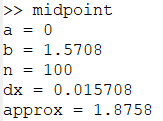 >> midpoint
a = 0
b = 1.5708
n = 100
dx = 0.015708
approx = 1.8758